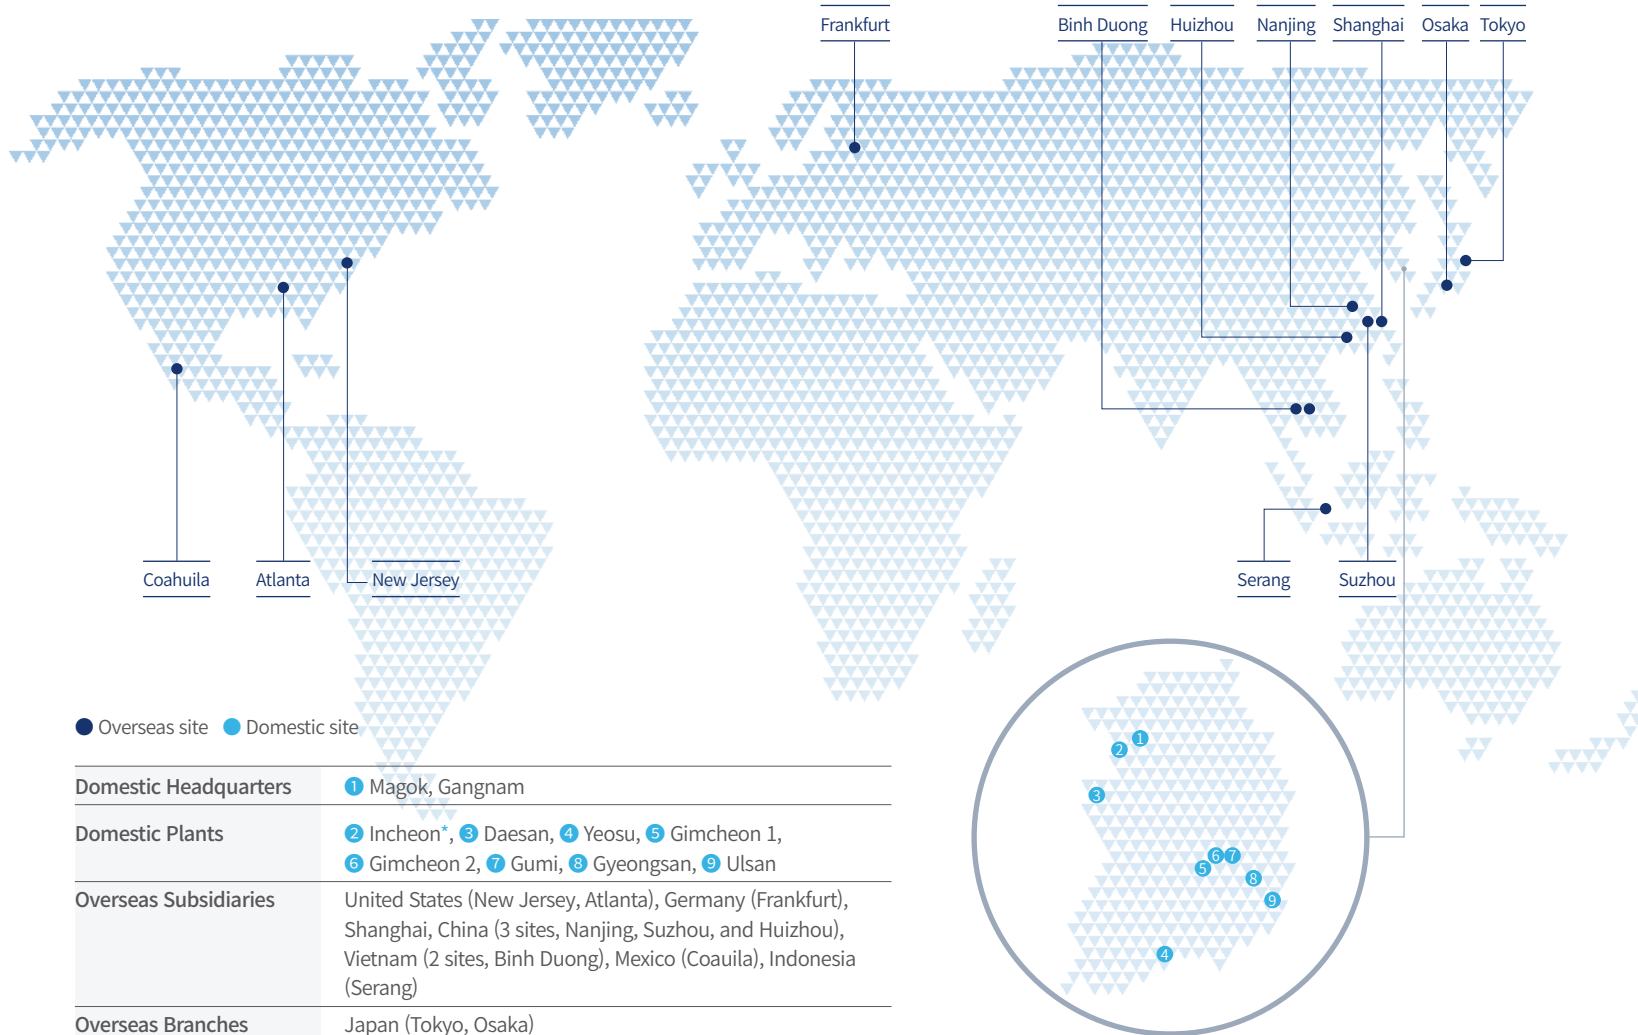 Frankfurt
Binh Duong
Huizhou
Nanjing
Shanghai
Osaka
Tokyo
Coahuila
Atlanta
New Jersey
Serang
Suzhou
Overseas site
Domestic site
Domestic Headquarters
1 Magok, Gangnam
Domestic Plants
2 Incheon*, 3 Daesan, 4 Yeosu, 5 Gimcheon 1,
6 Gimcheon 2, 7 Gumi, 8 Gyeongsan, 9 Ulsan
Overseas Subsidiaries
United States (New Jersey, Atlanta), Germany (Frankfurt),
Shanghai, China (3 sites, Nanjing, Suzhou, and Huizhou),
Vietnam (2 sites, Binh Duong), Mexico (Coauila), Indonesia
(Serang)
Overseas Branches
Japan (Tokyo, Osaka)
1
2
3
6
7
5
8
9
4